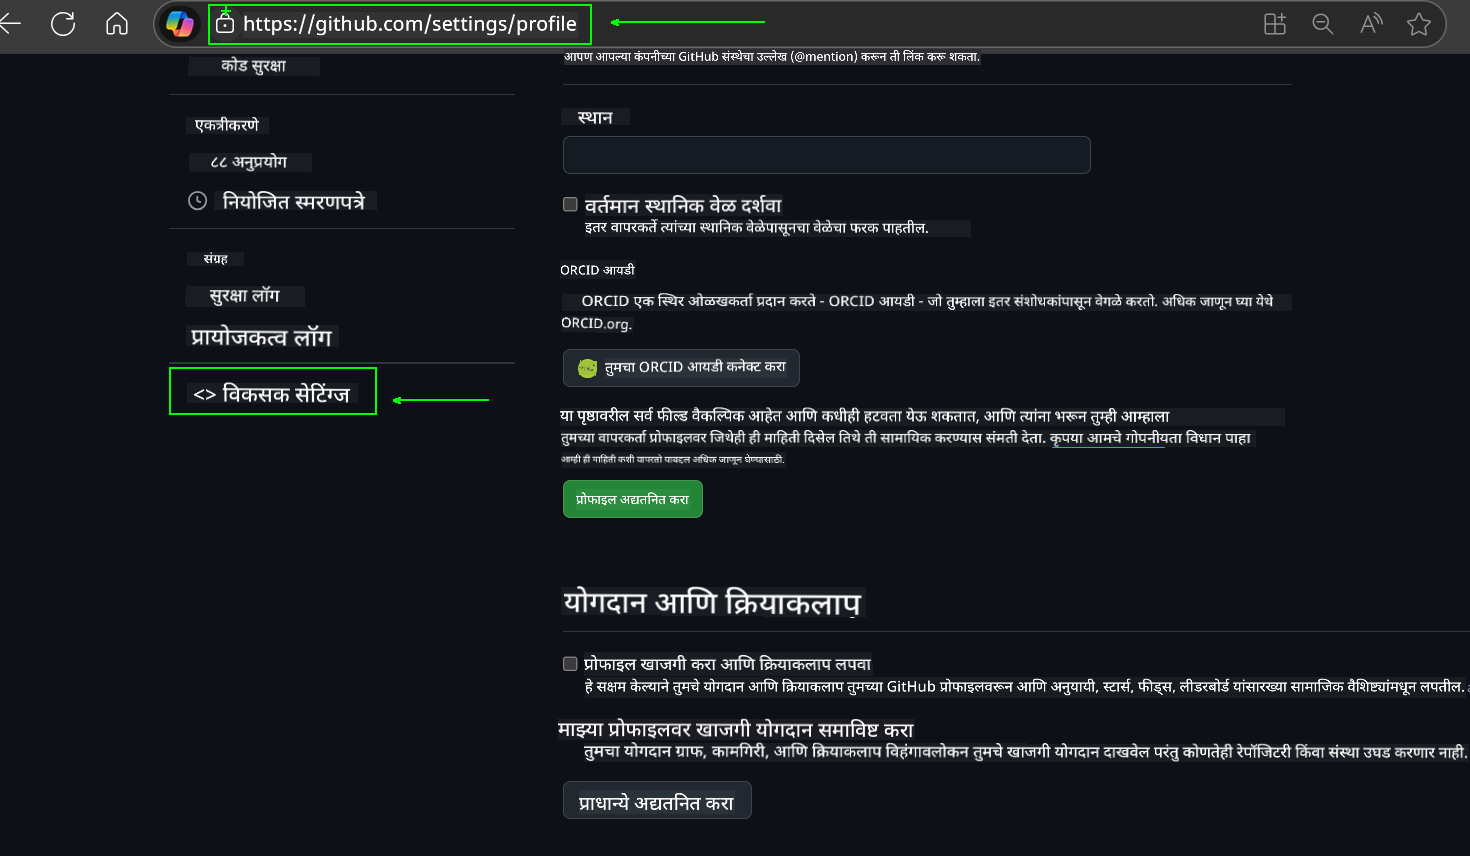 https://github.com/settings/profile
आपण आपल्या कंपनीच्या GitHub संस्थेचा उल्लेख (@mention) करून ती लिंक करू शकता.
कोड सुरक्षा
एकत्रीकरणे
८८ अनुप्रयोग
नियोजित स्मरणपत्रे
संग्रह
सुरक्षा लॉग
प्रायोजकत्व लॉग
<> विकसक सेटिंग्ज
स्थान
वर्तमान स्थानिक वेळ दर्शवा
इतर वापरकर्ते त्यांच्या स्थानिक वेळेपासूनचा वेळेचा फरक पाहतील.
ORCID आयडी
ORCID एक स्थिर ओळखकर्ता प्रदान करते - ORCID आयडी - जो तुम्हाला इतर संशोधकांपासून वेगळे करतो. अधिक जाणून घ्या येथे
ORCID.org.
तुमचा ORCID आयडी कनेक्ट करा
या पृष्ठावरील सर्व फील्ड वैकल्पिक आहेत आणि कधीही हटवता येऊ शकतात, आणि त्यांना भरून तुम्ही आम्हाला
तुमच्या वापरकर्ता प्रोफाइलवर जिथेही ही माहिती दिसेल तिथे ती सामायिक करण्यास संमती देता. कृपया आमचे गोपनीयता विधान पाहा
आम्ही ही माहिती कशी वापरतो याबद्दल अधिक जाणून घेण्यासाठी.
प्रोफाइल अद्यतनित करा
योगदान आणि क्रियाकलाप
प्रोफाइल खाजगी करा आणि क्रियाकलाप लपवा
हे सक्षम केल्याने तुमचे योगदान आणि क्रियाकलाप तुमच्या GitHub प्रोफाइलवरून आणि अनुयायी, स्टार्स, फीड्स, लीडरबोर्ड यांसारख्या सामाजिक वैशिष्ट्यांमधून लपतील.
माझ्या प्रोफाइलवर खाजगी योगदान समाविष्ट करा
तुमचा योगदान ग्राफ, कामगिरी, आणि क्रियाकलाप विहंगावलोकन तुमचे खाजगी योगदान दाखवेल परंतु कोणतेही रेपॉजिटरी किंवा संस्था उघड करणार नाही.
प्राधान्ये अद्यतनित करा